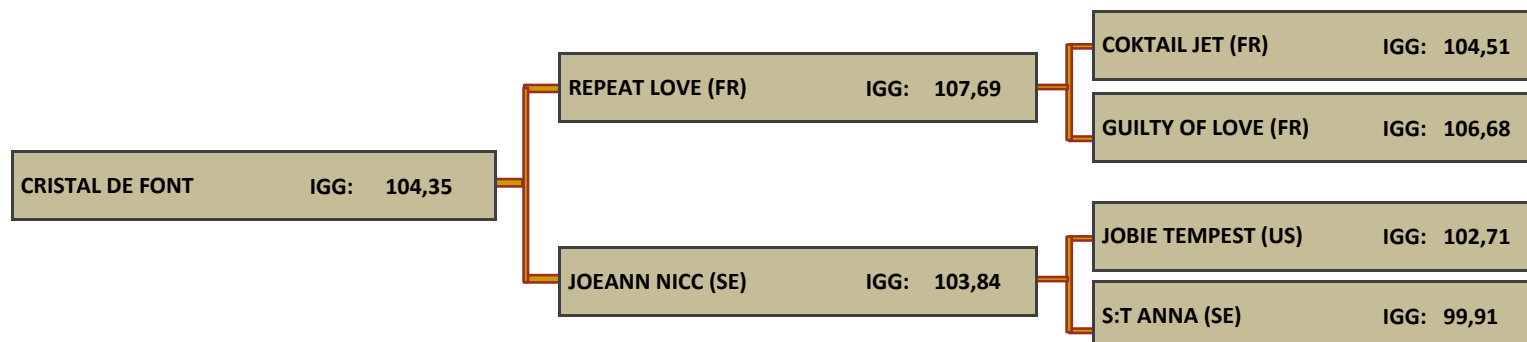 COKTAIL JET (FR) IGG: 104,51
REPEAT LOVE (FR) IGG: 107,69
GUILTY OF LOVE (FR) IGG: 106,68
CRISTAL DE FONT IGG: 104,35
JOBIE TEMPEST (US) IGG: 102,71
JOEANN NICC (SE) IGG: 103,84
S:T ANNA (SE) IGG: 99,91